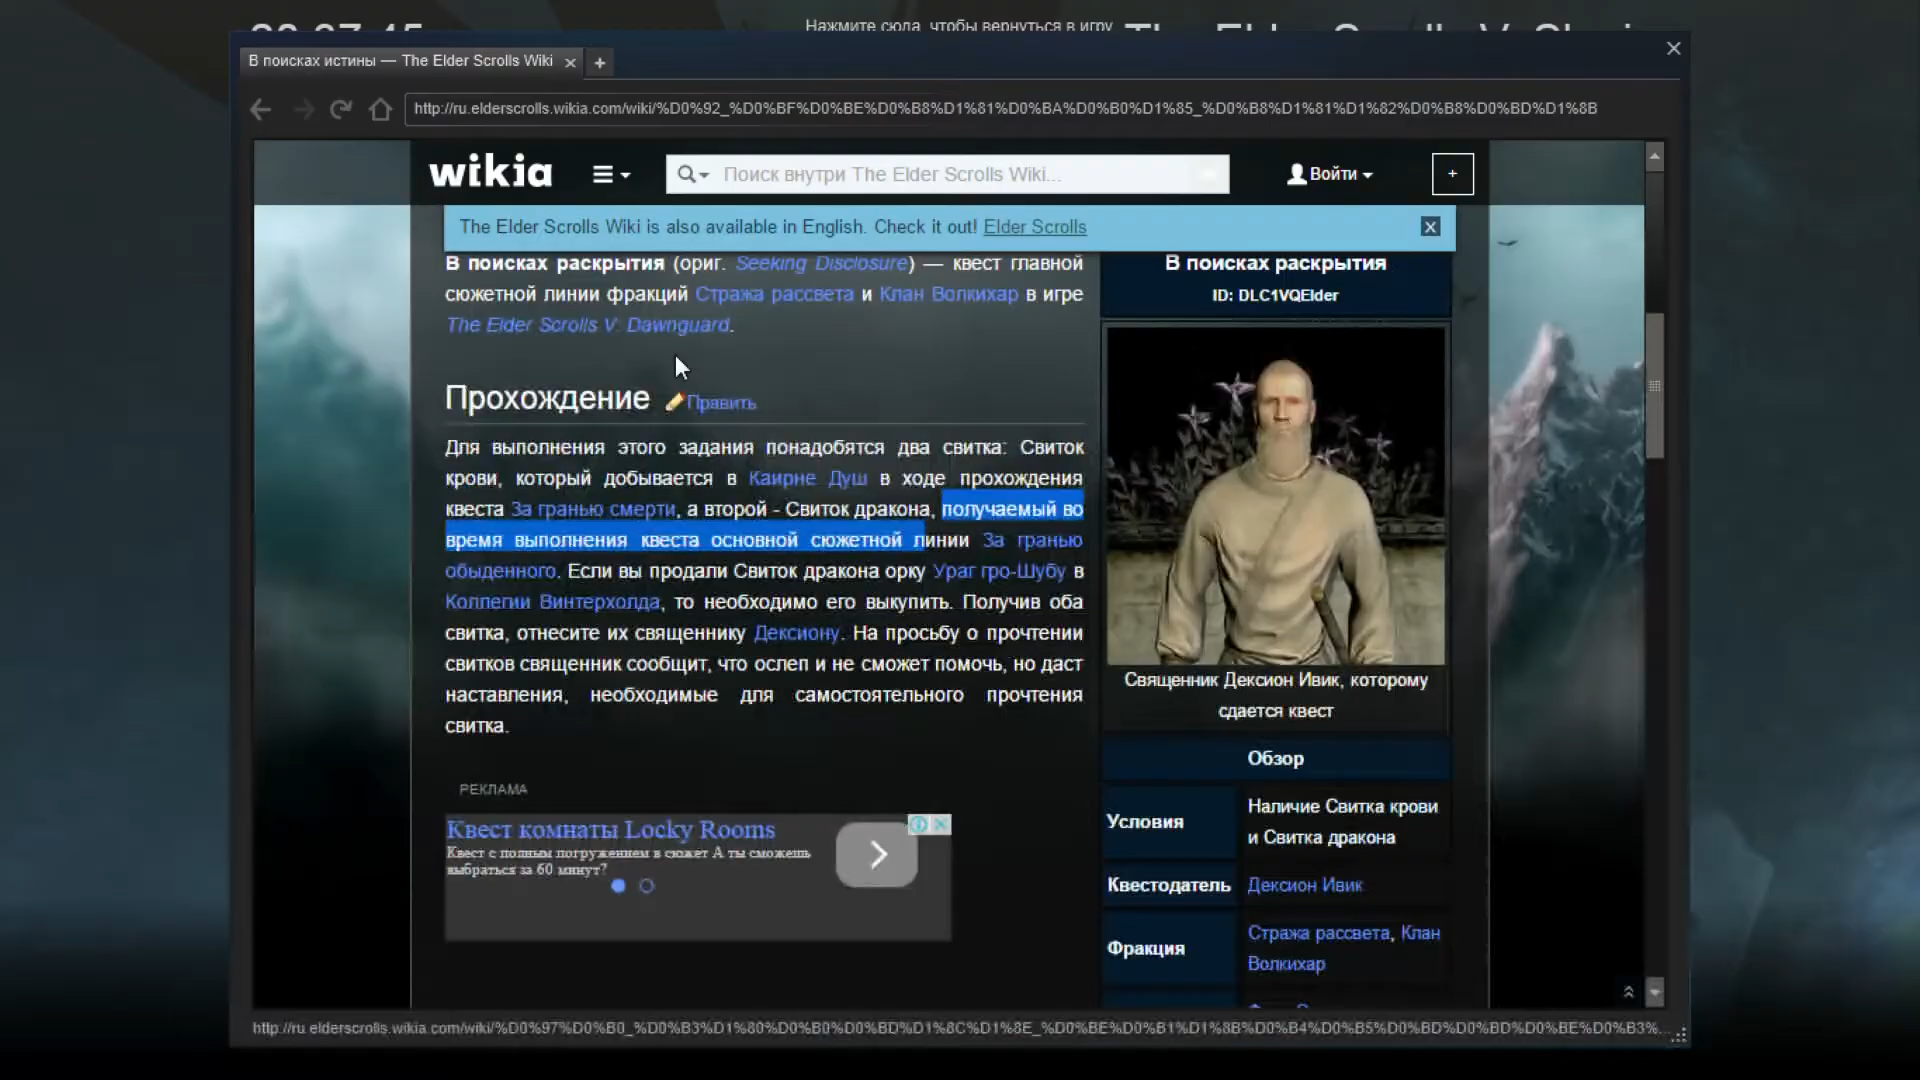 Нажмите сюда, чтобы вернуться в игру
В поисках истины — The Elder Scrolls Wiki
http://ru.elderscrolls.wikia.com/wiki/%D0%92_%D0%BF%D0%BE%D0%B8%D1%81%D0%BA%D0%B0%D1%85_%D0%B8%D1%81%D1%82%D0%B8%D0%BD%D1%8B
wikia
Поиск внутри The Elder Scrolls Wiki...
Войти
+
The Elder Scrolls Wiki is also available in English. Check it out! Elder Scrolls
В поисках раскрытия (ориг. Seeking Disclosure) — квест главной
сюжетной линии фракций Стража рассвета и Клан Волкихар в игре
The Elder Scrolls V: Dawnguard.
Прохождение Править
Для выполнения этого задания понадобятся два свитка: Свиток
крови, который добывается в Каирне Душ в ходе прохождения
квеста За гранью смерти, а второй - Свиток дракона, получаемый во
время выполнения квеста основной сюжетной линии За гранью
обыденного. Если вы продали Свиток дракона орку Ураг гро-Шубу в
Коллегии Винтерхолда, то необходимо его выкупить. Получив оба
свитка, отнесите их священнику Дексиону. На просьбу о прочтении
свитков священник сообщит, что ослеп и не сможет помочь, но даст
наставления, необходимые для самостоятельного прочтения
свитка.
РЕКЛАМА
Квест комнаты Locky Rooms
Квест с полным погружением в сюжет А ты сможешь
выбраться за 60 минут?
В поисках раскрытия
ID: DLC1VQElder
Священник Дексион Ивик, которому
сдается квест
Обзор
Условия
Наличие Свитка крови
и Свитка дракона
Квестодатель
Дексион Ивик
Фракция
Стража рассвета, Клан
Волкихар
http://ru.elderscrolls.wikia.com/wiki/%D0%97%D0%B0_%D0%B3%D1%80%D0%B0%D0%BD%D1%8C%D1%8E_%D0%BE%D0%B1%D1%8B%D0%B4%D0%B5%D0%BD%D0%BD%D0%BE%D0%B3%...